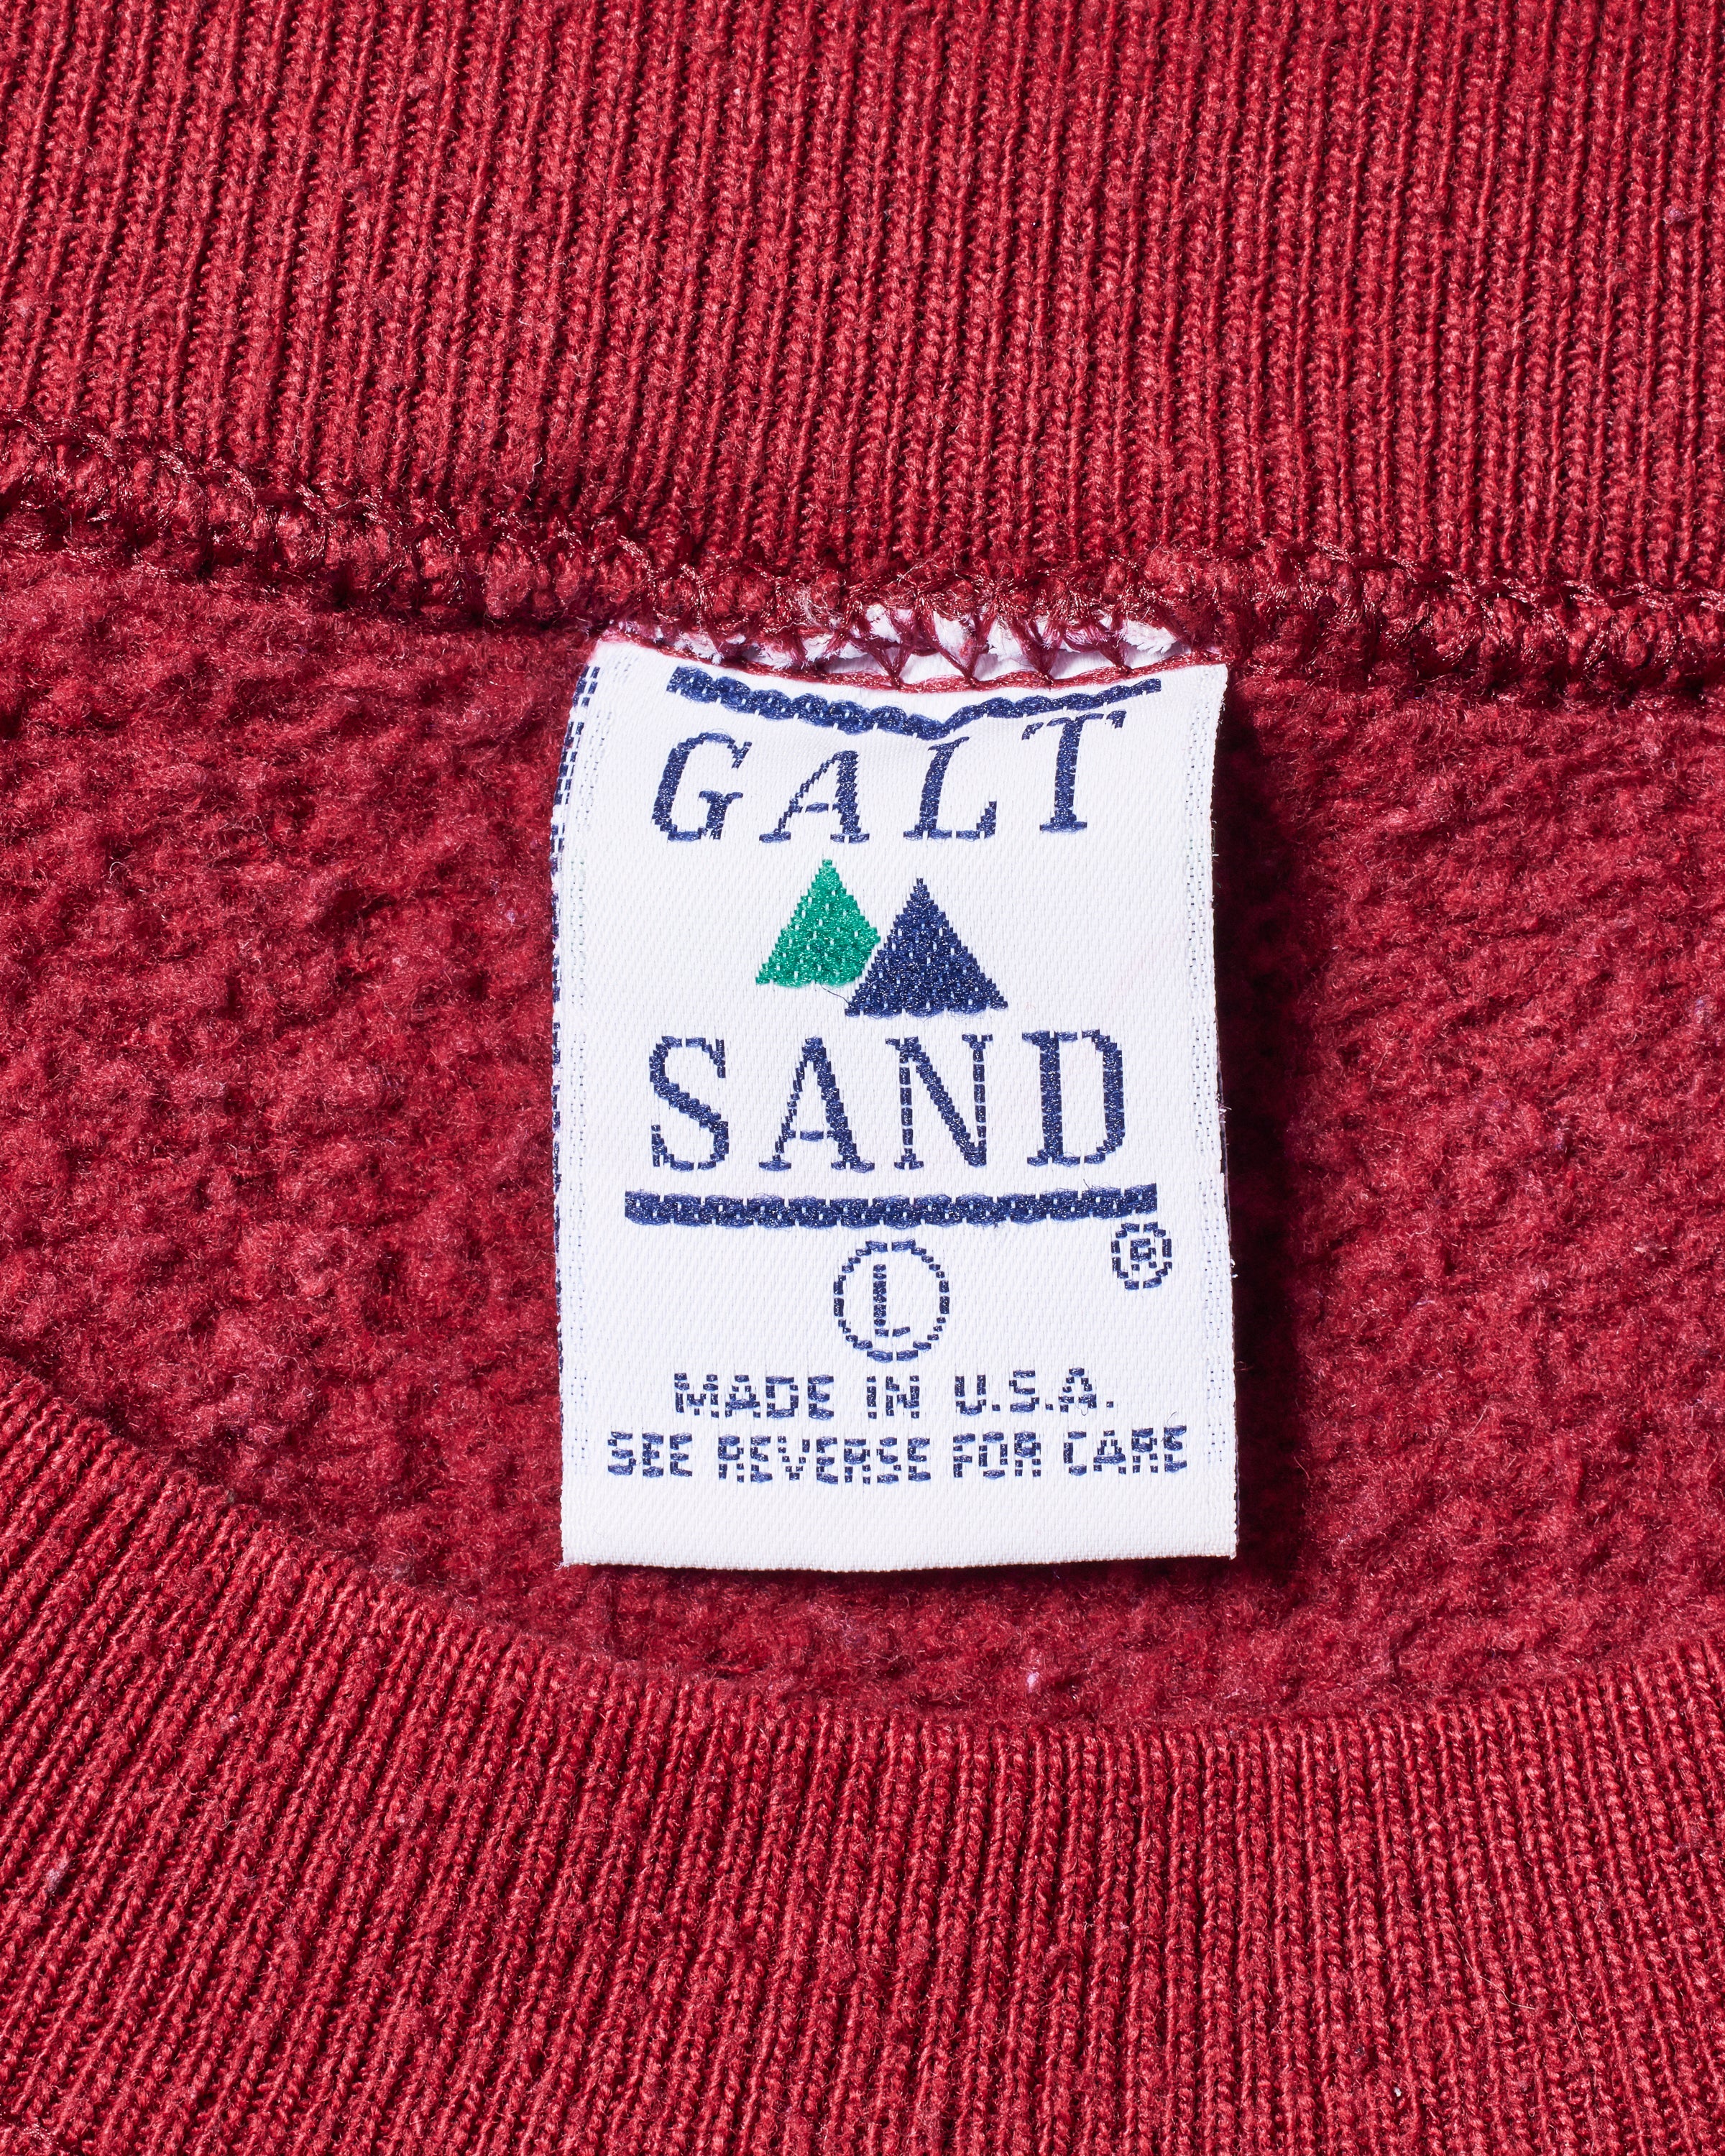 GALT
SAND
®
L
MADE IN U.S.A.
SEE REVERSE FOR CARE